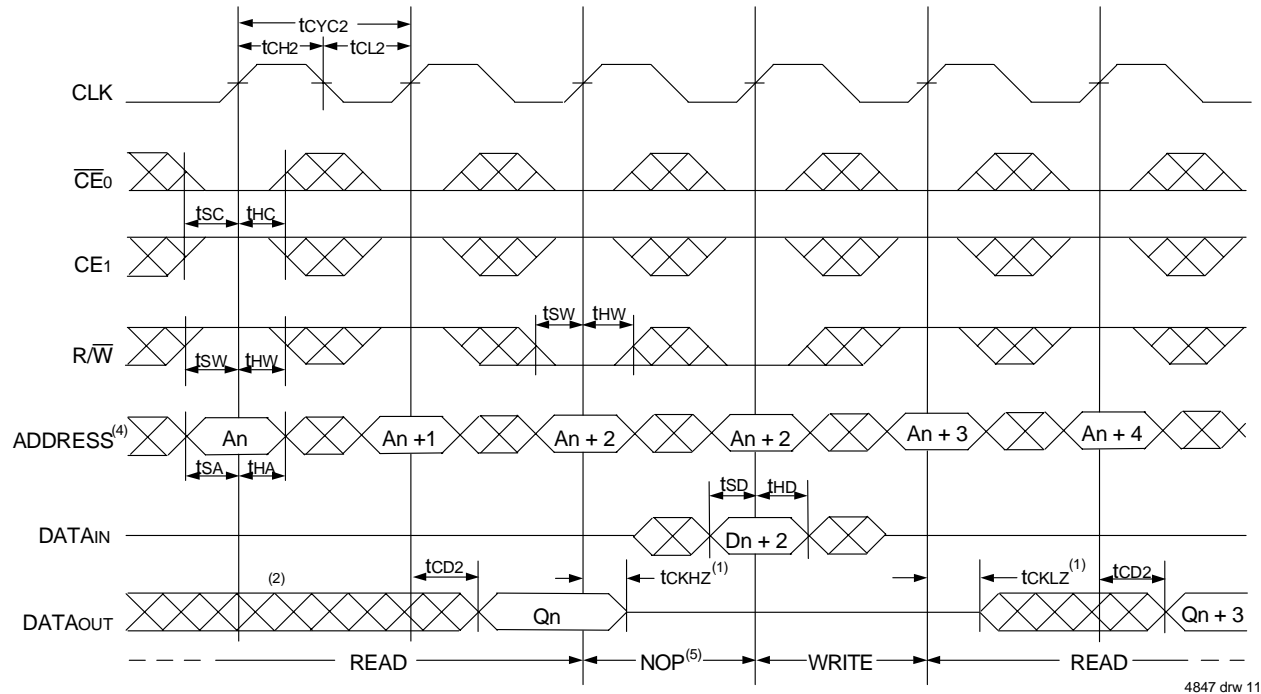 tCYC2
tCH2 tCL2
CLK
CE0
tSC tHC
CE1
tSW tHW
R/W
tSW tHW
ADDRESS(4) An An +1 An + 2 An + 2 An + 3 An + 4
tSA tHA
tSD tHD
DATAIN Dn + 2
tCD2 tCKHZ(1) tCKLZ(1) tCD2
(2)
DATAOUT Qn Qn + 3
READ NOP(5) WRITE READ
4847 drw 11